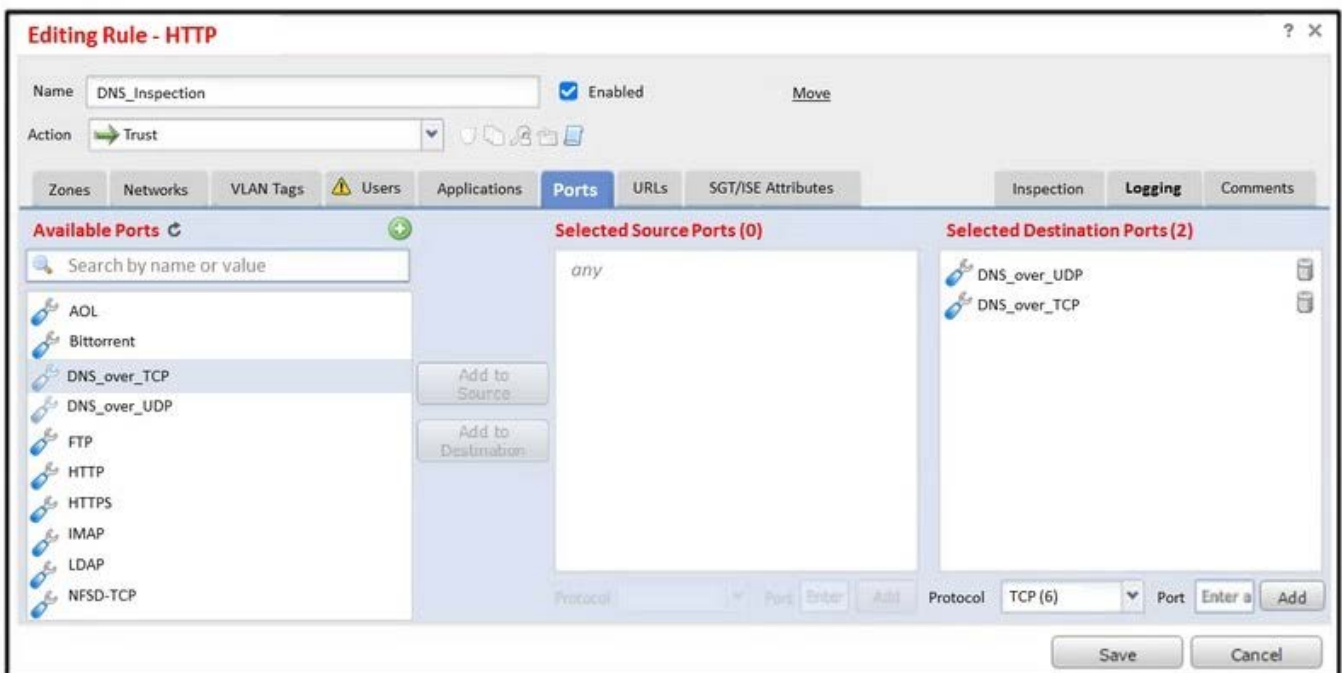 Editing Rule - HTTP
? ×
Name DNS_Inspection Enabled Move
Action Trust
Zones Networks VLAN Tags Users Applications Ports URLs SGT/ISE Attributes Inspection Logging Comments
Available Ports Selected Source Ports (0) Selected Destination Ports (2)
Search by name or value
any
DNS_over_UDP
DNS_over_TCP
AOL
Bittorrent
DNS_over_TCP
DNS_over_UDP
FTP
HTTP
HTTPS
IMAP
LDAP
NFSD-TCP
Add to
Source
Add to
Destination
Protocol Port Enter Add Protocol TCP (6) Port Enter a Add
Save Cancel